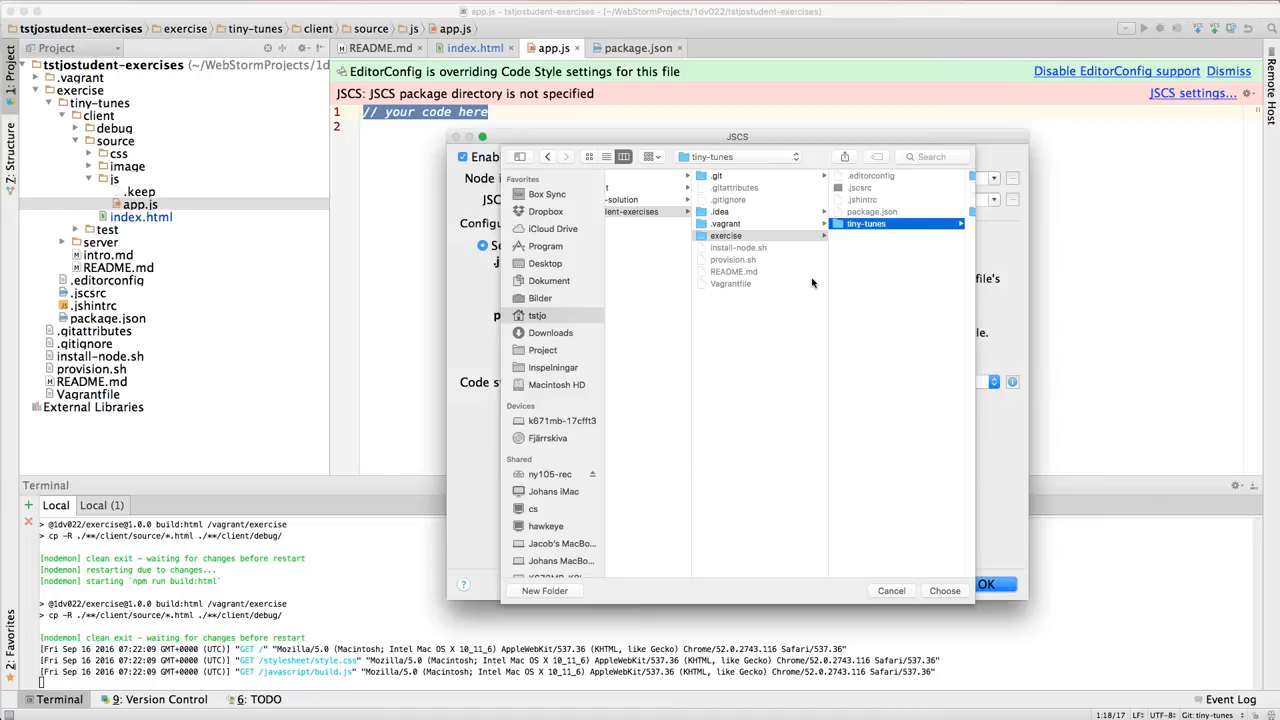 app.js - tstjostudent-exercises - [~/WebStormProjects/1dv022/tstjostudent-exercises]
tstjostudent-exercises exercise tiny-tunes client source js app.js
Project
README.md index.html app.js package.json
1: Project
Z: Structure
2: Favorites
Remote Host
tstjostudent-exercises (~/WebStormProjects/1d
.vagrant
exercise
tiny-tunes
client
debug
source
css
image
js
.keep
app.js
index.html
test
server
intro.md
README.md
.editorconfig
.jscsrc
.jshintrc
package.json
.gitattributes
.gitignore
install-node.sh
provision.sh
README.md
Vagrantfile
External Libraries
EditorConfig is overriding Code Style settings for this file Disable EditorConfig support Dismiss
JSCS: JSCS package directory is not specified JSCS settings...
1 // your code here
2
JSCS
Enab
Node i
JSC
Configu
Se
.j
p
Code s
file's
le.
OK
tiny-tunes
Search
Favorites
Box Sync
Dropbox
iCloud Drive
Program
Desktop
Dokument
Bilder
tstjo
Downloads
Project
Inspelningar
Macintosh HD
Devices
k671mb-17cfft3
Fjärrskiva
Shared
ny105-rec
Johans iMac
cs
hawkeye
Jacob's MacBo...
Johans MacBo...
t
-solution
dent-exercises
.git
.gitattributes
.gitignore
.idea
.vagrant
exercise
install-node.sh
provision.sh
README.md
Vagrantfile
.editorconfig
.jscsrc
.jshintrc
package.json
tiny-tunes
New Folder Cancel Choose
Terminal
Local Local (1)
> @1dv022/exercise@1.0.0 build:html /vagrant/exercise
> cp -R ./**/client/source/*.html ./**/client/debug/
[nodemon] clean exit - waiting for changes before restart
[nodemon] restarting due to changes...
[nodemon] starting `npm run build:html`
> @1dv022/exercise@1.0.0 build:html /vagrant/exercise
> cp -R ./**/client/source/*.html ./**/client/debug/
[nodemon] clean exit - waiting for changes before restart
[Fri Sep 16 2016 07:22:09 GMT+0000 (UTC)] "GET /" "Mozilla/5.0 (Macintosh; Intel Mac OS X 10_11_6) AppleWebKit/537.36 (KHTML, like Gecko) Chrome/52.0.2743.116 Safari/537.36"
[Fri Sep 16 2016 07:22:09 GMT+0000 (UTC)] "GET /stylesheet/style.css" "Mozilla/5.0 (Macintosh; Intel Mac OS X 10_11_6) AppleWebKit/537.36 (KHTML, like Gecko) Chrome/52.0.2743.116 Safari/537.36"
[Fri Sep 16 2016 07:22:09 GMT+0000 (UTC)] "GET /javascript/build.js" "Mozilla/5.0 (Macintosh; Intel Mac OS X 10_11_6) AppleWebKit/537.36 (KHTML, like Gecko) Chrome/52.0.2743.116 Safari/537.36"
Terminal 9: Version Control 6: TODO Event Log
1:18/17 LF÷ UTF-8÷ Git: tiny-tunes